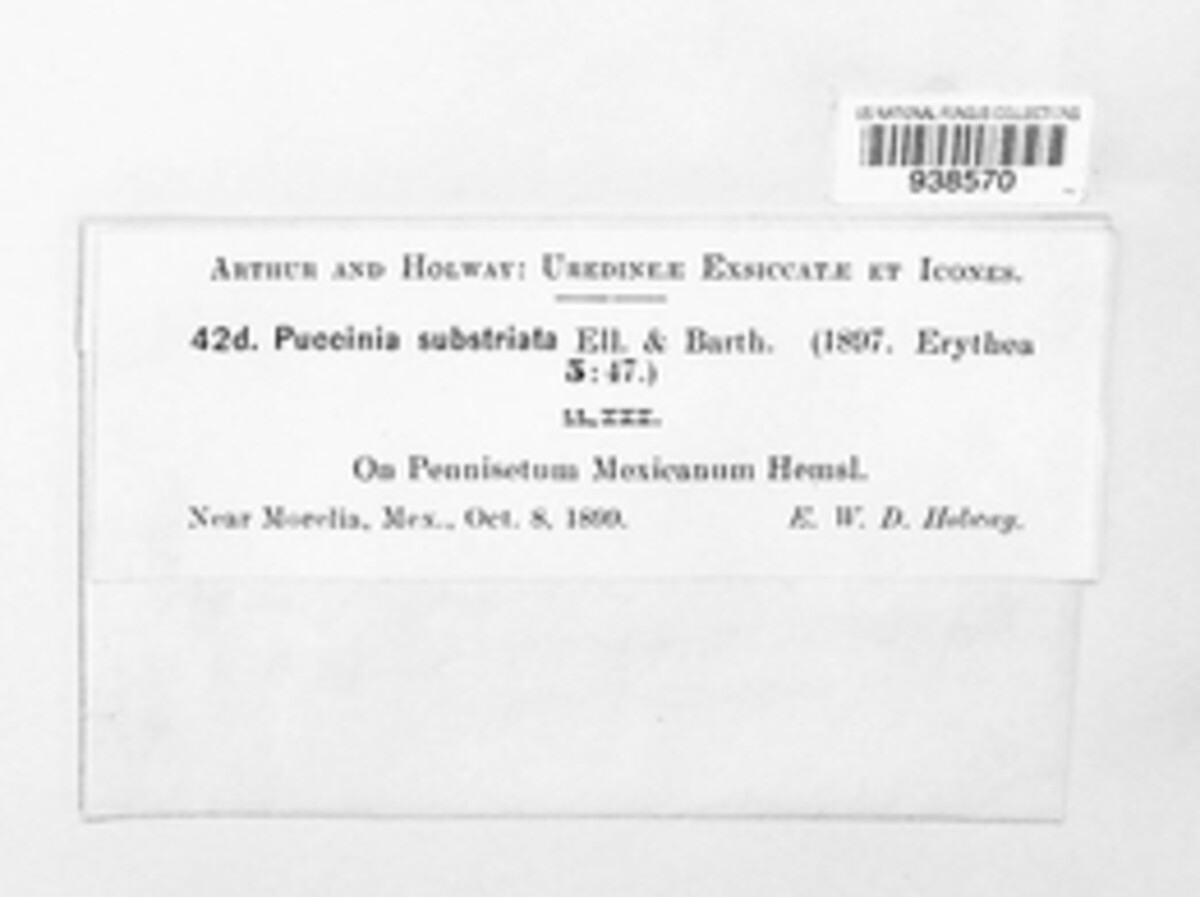 US NATIONAL FUNGUS COLLECTIONS
938570
ARTHUR AND HOLWAY: UREDINEÆ EXSICCATÆ ET ICONES.
42d. Puccinia substriata Ell. & Barth. (1897. Erythea
5:47.)
II, III.
On Pennisetum Mexicanum Hemsl.
Near Morelia, Mex., Oct. 8, 1899.
E. W. D. Holway.